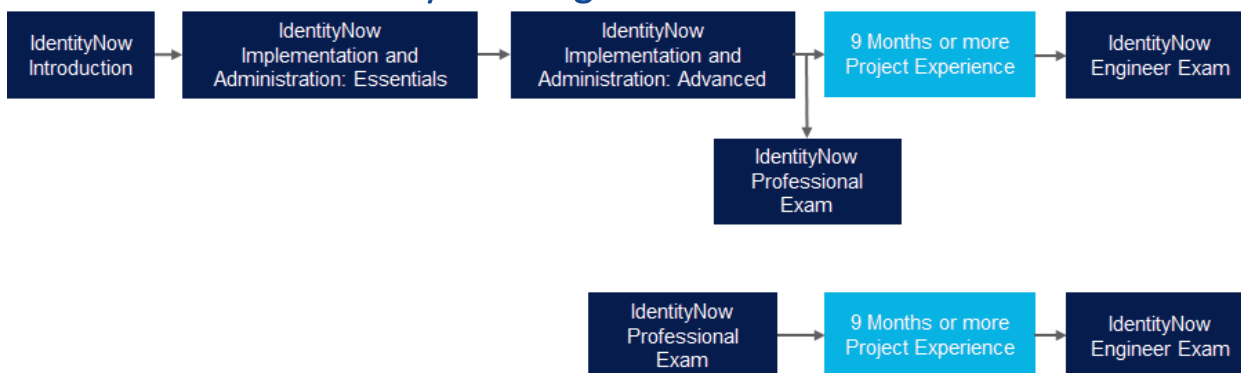 IdentityNow
Introduction
IdentityNow
Implementation and
Administration: Essentials
IdentityNow
Implementation and
Administration: Advanced
9 Months or more
Project Experience
IdentityNow
Engineer Exam
IdentityNow
Professional
Exam
IdentityNow
Professional
Exam
9 Months or more
Project Experience
IdentityNow
Engineer Exam